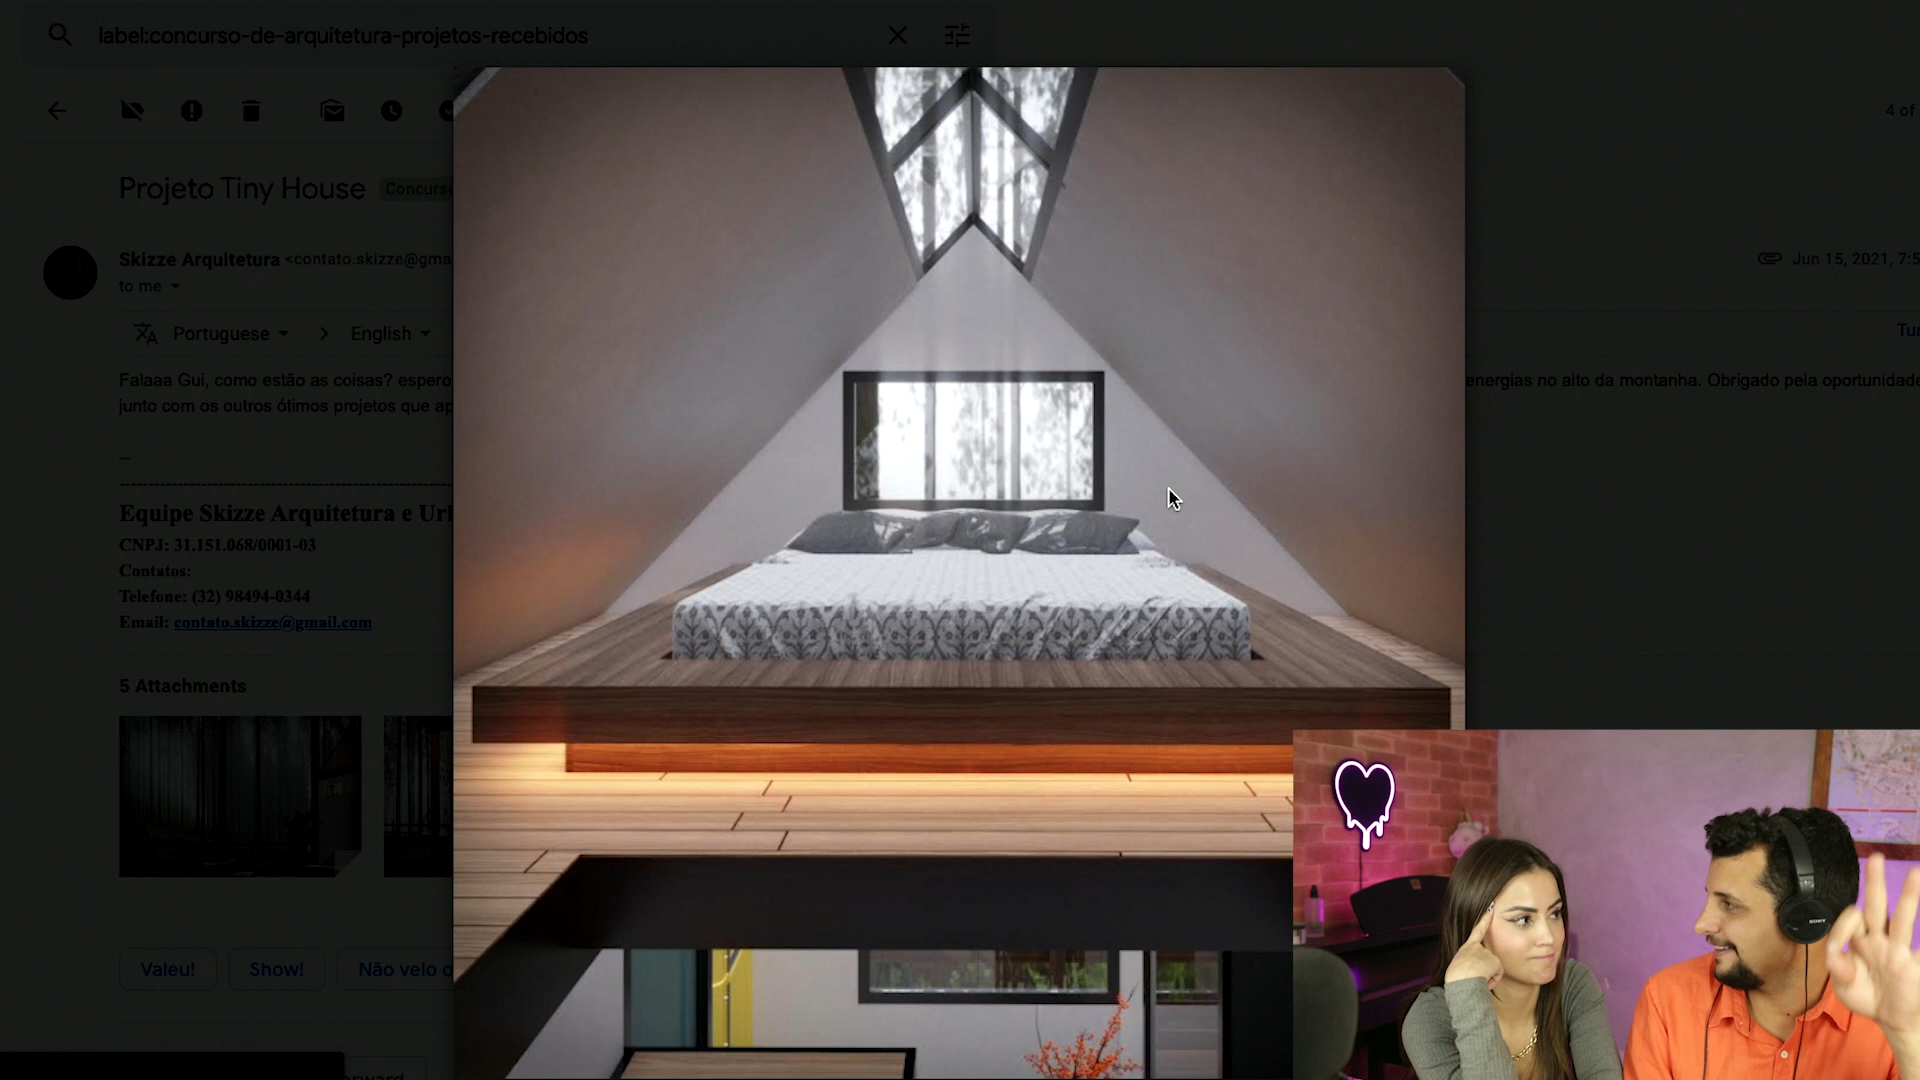 label:concurso-de-arquitetura-projetos-recebidos
4 of
Projeto Tiny House
Skizze Arquitetura <contato.skizze@gma
Jun 15, 2021, 7:5
to me
Portuguese > English
Falaaa Gui, como estão as coisas? espero
energias no alto da montanha. Obrigado pela oportunidade
junto com os outros ótimos projetos que
--
Equipe Skizze Arquitetura e
CNPJ: 31.151.068/0001-03
Contatos:
Telefone: (32) 98494-0344
Email: contato.skizze@gmail.com
5 Attachments
SONY
Valeu!
Show!
Não veio